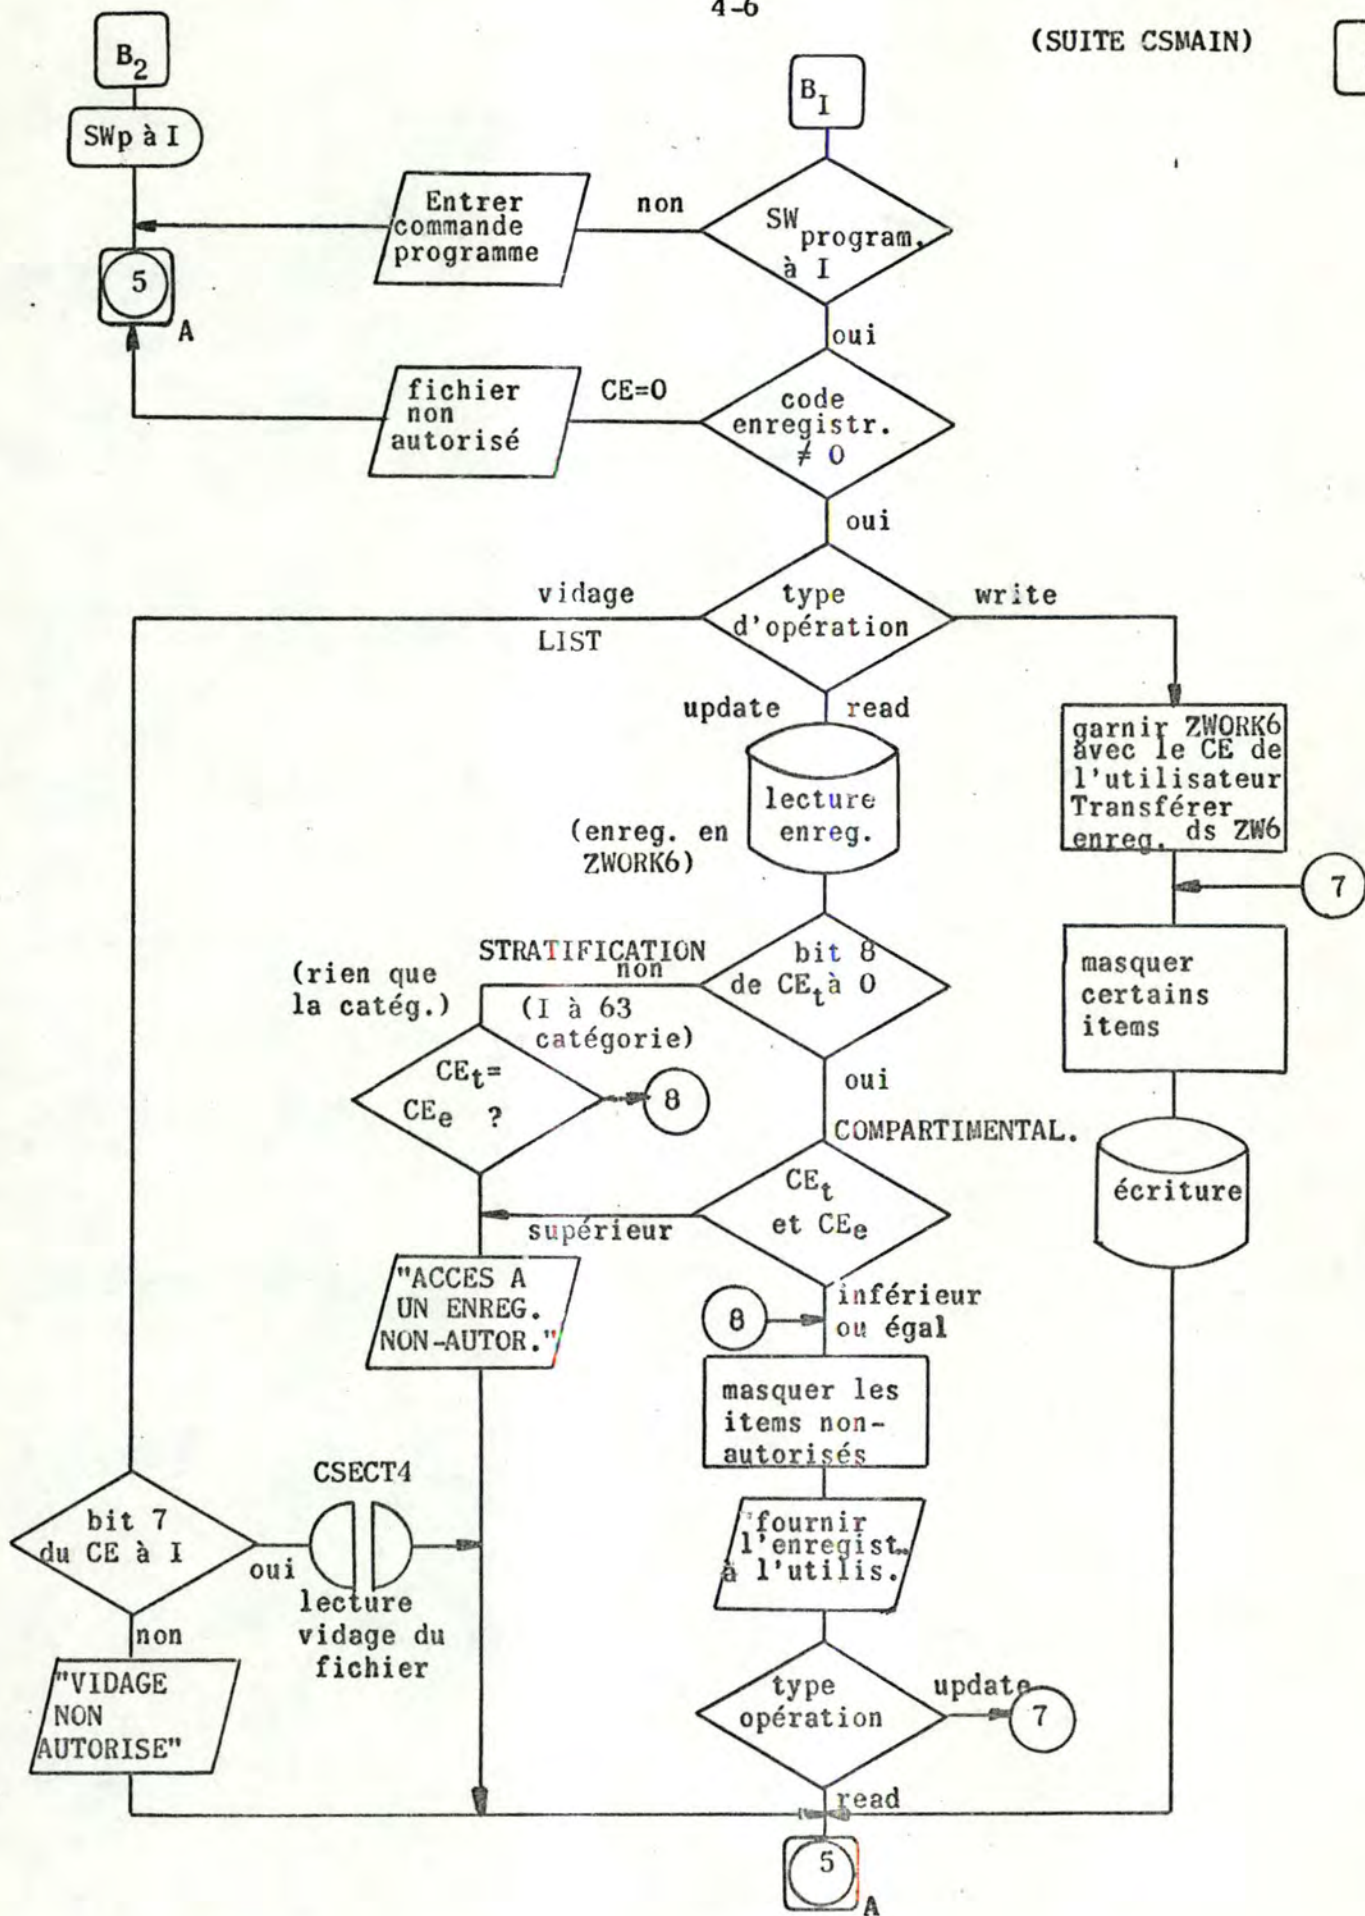 4-6
(SUITE CSMAIN)
B2
BI
SWp à I
Entrer
commande
programme
non
SW
program.
à I
5
A
oui
fichier
non
autorisé
CE=0
code
enregistr.
≠ 0
oui
vidage
LIST
type
d'opération
write
update
read
garnir ZWORK6
avec le CE de
l'utilisateur
Transférer
enreg. ds ZW6
lecture
enreg.
(enreg. en
ZWORK6)
7
STRATIFICATION
non
(rien que
la catég.)
(I à 63
catégorie)
bit 8
de CEt à 0
masquer
certains
items
CEt=
CEe ?
8
oui
COMPARTIMENTAL.
CEt
et CEe
écriture
supérieur
"ACCES A
UN ENREG.
NON-AUTOR."
8
inférieur
ou égal
masquer les
items non-
autorisés
CSECT4
bit 7
du CE à I
oui
lecture
vidage du
fichier
fournir
l'enregist.
à l'utilis.
non
"VIDAGE
NON
AUTORISE"
type
opération
update
7
read
5
A